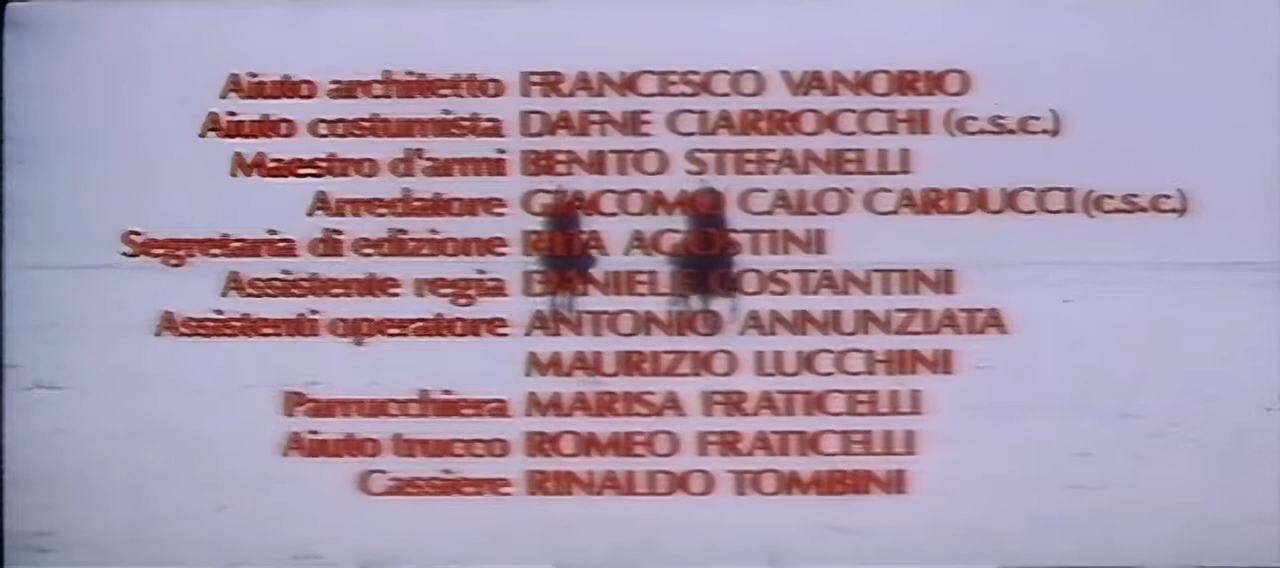 Aiuto architetto FRANCESCO VANORIO
Aiuto costumista DAFNE CIARROCCHI (c.s.c.)
Maestro d'armi BENITO STEFANELLI
Arredatore GIACOMO CALO' CARDUCCI (c.s.c.)
Segretaria di edizione RITA AGOSTINI
Assistente regia DANIELE COSTANTINI
Assistenti operatore ANTONIO ANNUNZIATA
MAURIZIO LUCCHINI
Parrucchiera MARISA FRATICELLI
Aiuto trucco ROMEO FRATICELLI
Cassiere RINALDO TOMBINI